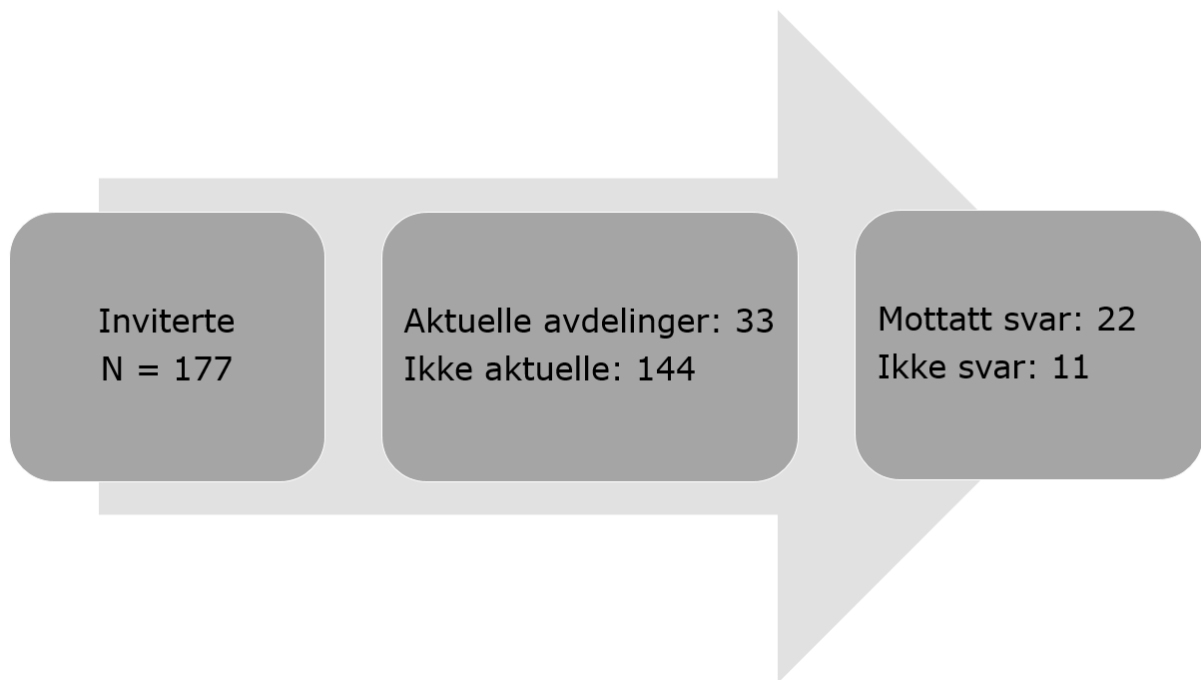 Inviterte
N = 177
Aktuelle avdelinger: 33
Ikke aktuelle: 144
Mottatt svar: 22
Ikke svar: 11